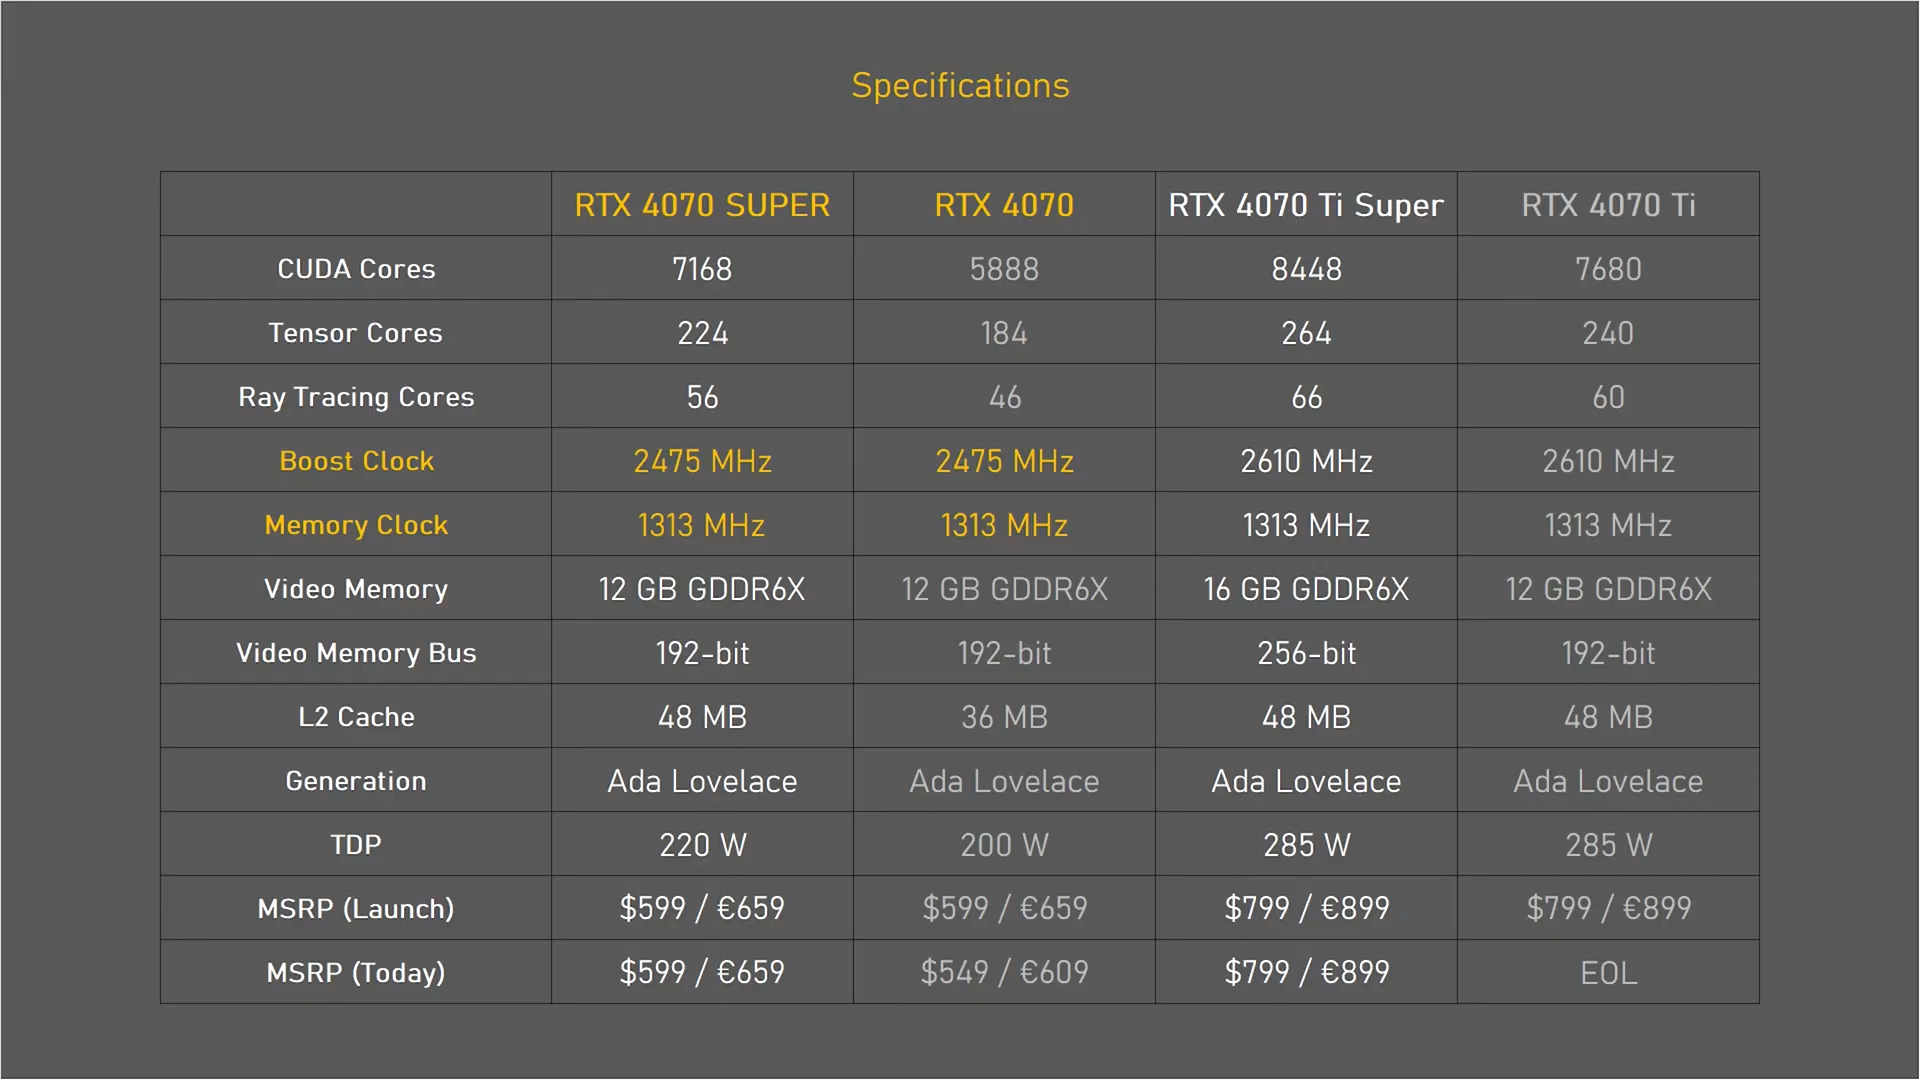 Specifications
RTX 4070 SUPER RTX 4070 RTX 4070 Ti Super RTX 4070 Ti
CUDA Cores 7168 5888 8448 7680
Tensor Cores 224 184 264 240
Ray Tracing Cores 56 46 66 60
Boost Clock 2475 MHz 2475 MHz 2610 MHz 2610 MHz
Memory Clock 1313 MHz 1313 MHz 1313 MHz 1313 MHz
Video Memory 12 GB GDDR6X 12 GB GDDR6X 16 GB GDDR6X 12 GB GDDR6X
Video Memory Bus 192-bit 192-bit 256-bit 192-bit
L2 Cache 48 MB 36 MB 48 MB 48 MB
Generation Ada Lovelace Ada Lovelace Ada Lovelace Ada Lovelace
TDP 220 W 200 W 285 W 285 W
MSRP (Launch) $599 / €659 $599 / €659 $799 / €899 $799 / €899
MSRP (Today) $599 / €659 $549 / €609 $799 / €899 EOL